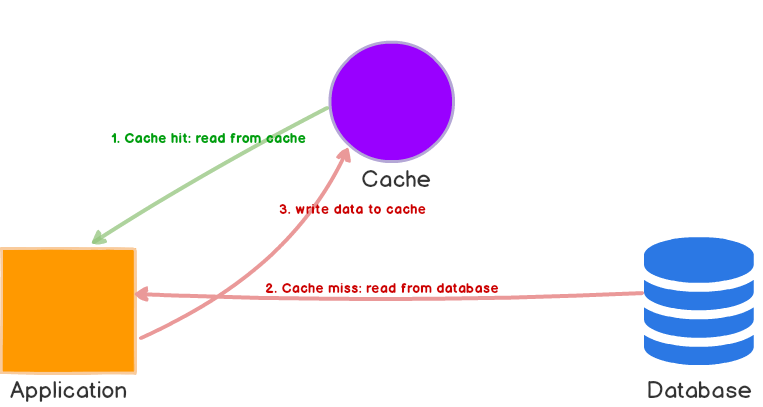 1. Cache hit: read from cache
Cache
3. write data to cache
2. Cache miss: read from database
Application
Database